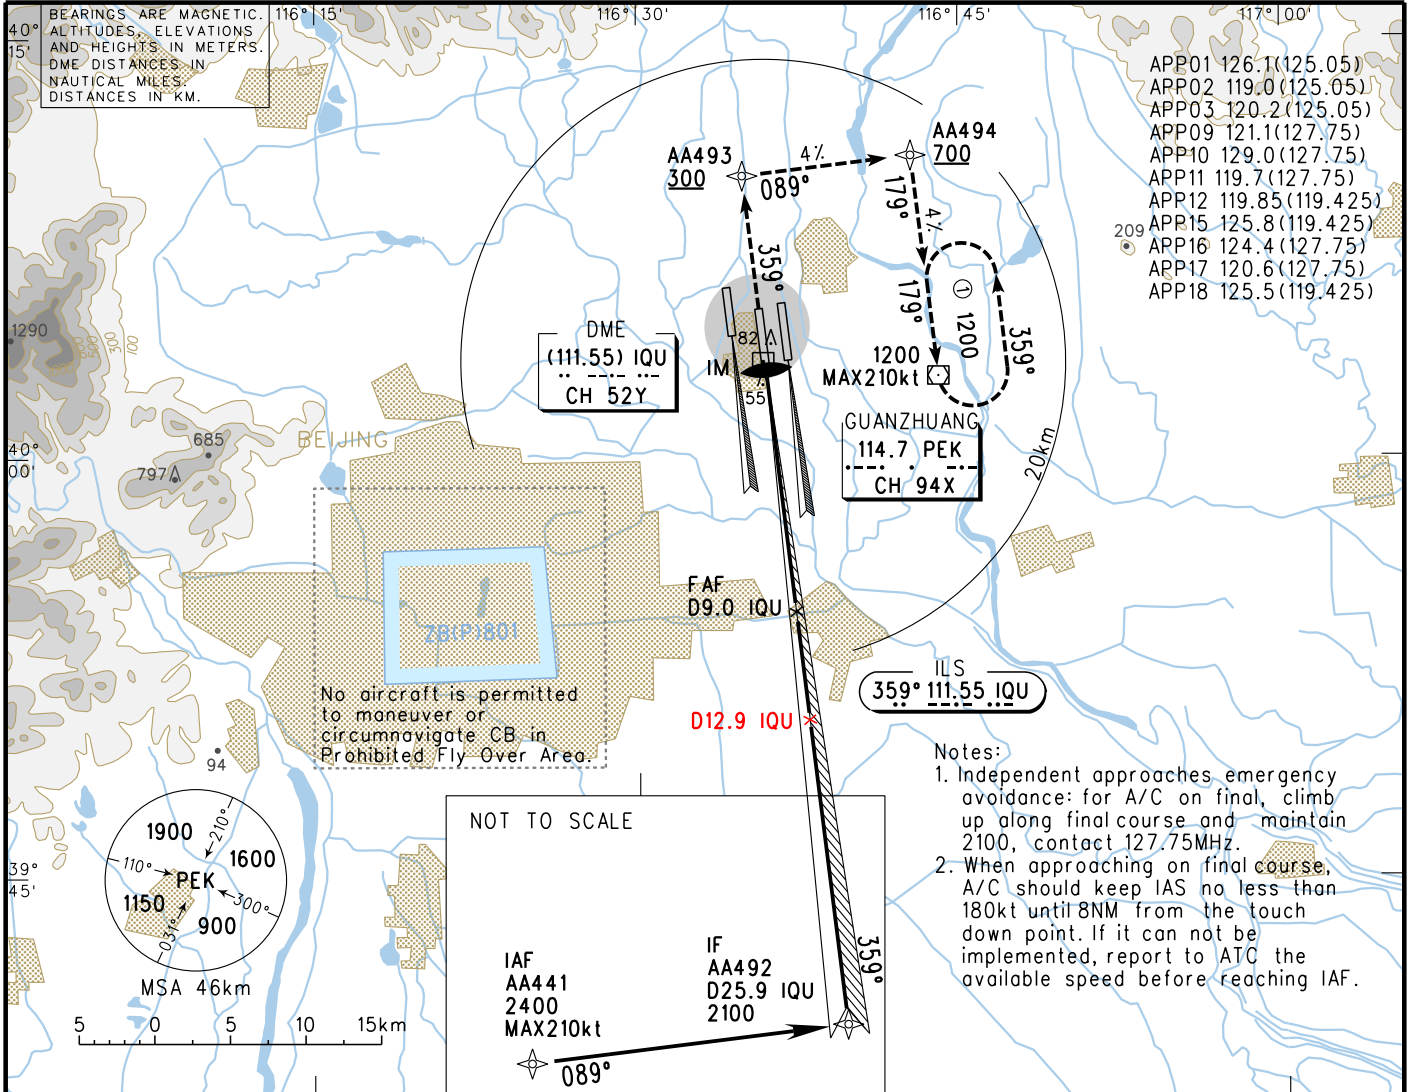 BEARINGS ARE MAGNETIC.
ALTITUDES, ELEVATIONS
AND HEIGHTS IN METERS.
DME DISTANCES IN
NAUTICAL MILES.
DISTANCES IN KM.
116°15'
116°30'
116°45'
117°00'
40°
15'
APP01 126.1(125.05)
APP02 119.0(125.05)
APP03 120.2(125.05)
APP09 121.1(127.75)
APP10 129.0(127.75)
APP11 119.7(127.75)
APP12 119.85(119.425)
APP15 125.8(119.425)
APP16 124.4(127.75)
APP17 120.6(127.75)
APP18 125.5(119.425)
AA493
300
4%
089°
AA494
700
179°
4%
359°
209
179°
① 1200
359°
1290
600
500
300
100
DME
(111.55) IQU
CH 52Y
82
IM
55
1200
MAX210kt
GUANZHUANG
114.7 PEK
CH 94X
20km
BEIJING
685
797
40°
00'
FAF
D9.0 IQU
ZB(P)801
No aircraft is permitted
to maneuver or
circumnavigate CB in
Prohibited Fly Over Area.
ILS
359° 111.55 IQU
D12.9 IQU
94
Notes:
1. Independent approaches emergency
avoidance: for A/C on final, climb
up along final course and maintain
2100, contact 127.75MHz.
2. When approaching on final course,
A/C should keep IAS no less than
180kt until 8NM from the touch
down point. If it can not be
implemented, report to ATC the
available speed before reaching IAF.
39°
45'
1900
210°
1600
110°
PEK
1150
300°
900
031°
MSA 46km
5 0 5 10 15km
NOT TO SCALE
IAF
AA441
2400
MAX210kt
089°
IF
AA492
D25.9 IQU
2100
359°